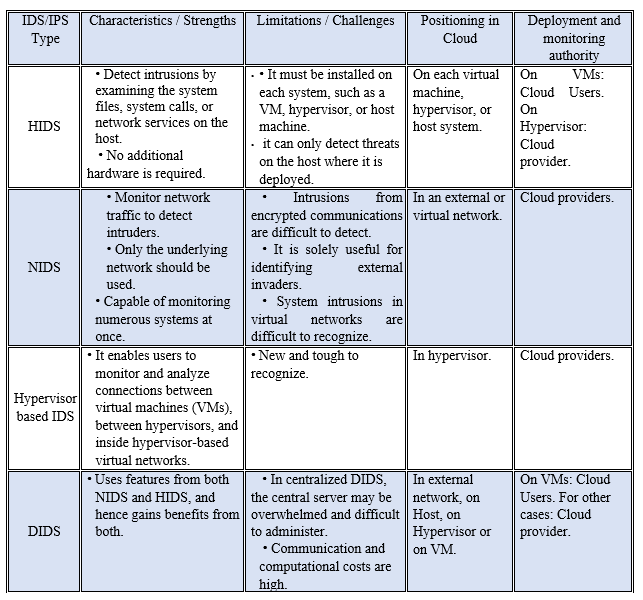 IDS/IPS
Type
Characteristics / Strengths
Limitations / Challenges
Positioning in
Cloud
Deployment and
monitoring
authority
HIDS
• Detect intrusions by
examining the system
files, system calls, or
network services on the
host.
• No additional
hardware is required.
· • It must be installed on
each system, such as a
VM, hypervisor, or host
machine.
· it can only detect threats
on the host where it is
deployed.
On each virtual
machine,
hypervisor, or
host system.
On VMs:
Cloud Users.
On
Hypervisor:
Cloud
provider.
NIDS
• Monitor network
traffic to detect
intruders.
• Only the underlying
network should be
used.
• Capable of monitoring
numerous systems at
once.
• Intrusions from
encrypted communications
are difficult to detect.
• It is solely useful for
identifying external
invaders.
• System intrusions in
virtual networks are
difficult to recognize.
In an external or
virtual network.
Cloud providers.
Hypervisor
based IDS
• It enables users to
monitor and analyze
connections between
virtual machines (VMs),
between hypervisors, and
inside hypervisor-based
virtual networks.
• New and tough to
recognize.
In hypervisor.
Cloud providers.
DIDS
• Uses features from both
NIDS and HIDS, and
hence gains benefits from
both.
• In centralized DIDS,
the central server may be
overwhelmed and difficult
to administer.
• Communication and
computational costs are
high.
In external
network, on
Host, on
Hypervisor or
on VM.
On VMs: Cloud
Users. For other
cases: Cloud
provider.